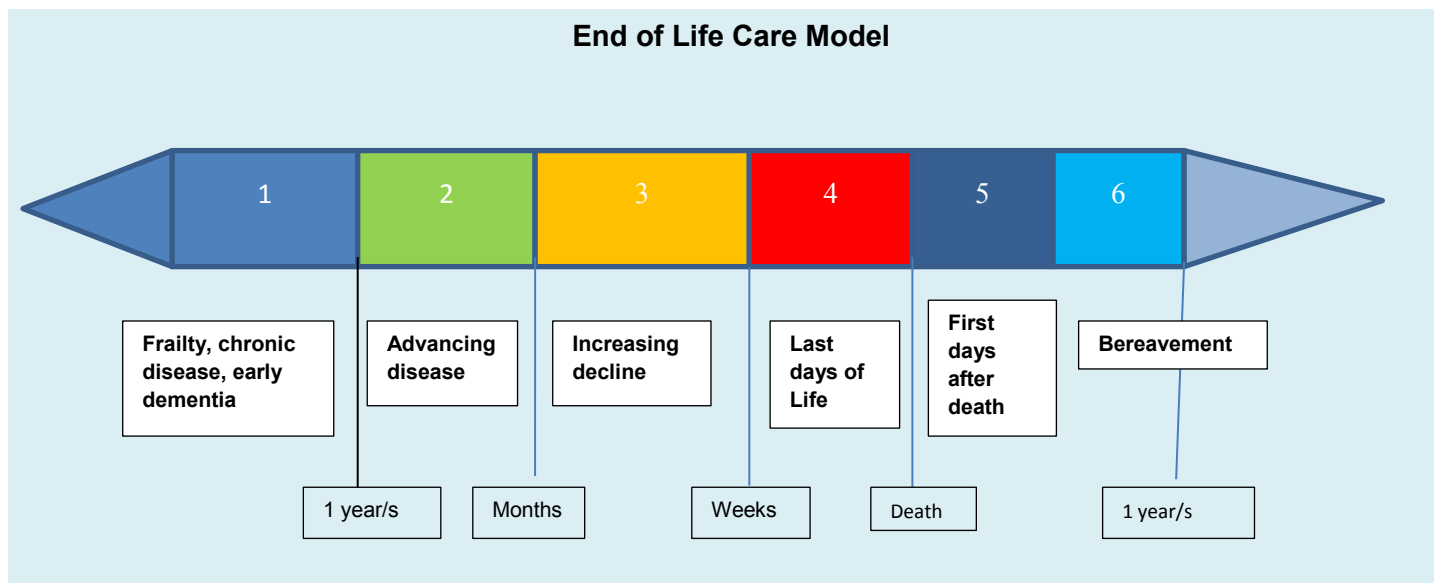 End of Life Care Model
1
2
3
4
5
6
Frailty, chronic
disease, early
dementia
Advancing
disease
Increasing
decline
Last
days of
Life
First
days
after
death
Bereavement
1 year/s
Months
Weeks
Death
1 year/s